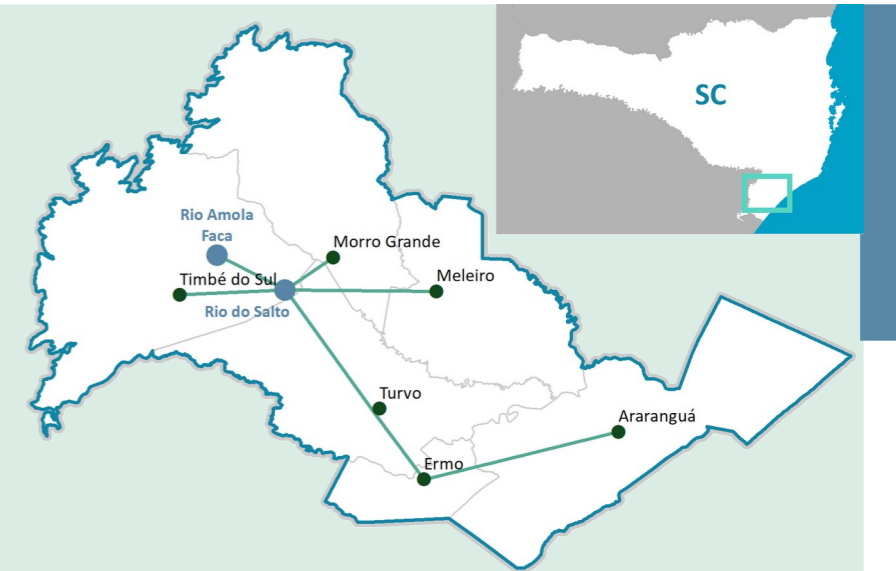 SC
Rio Amola
Faca
Morro Grande
Timbé do Sul
Meleiro
Rio do Salto
Turvo
Araranguá
Ermo